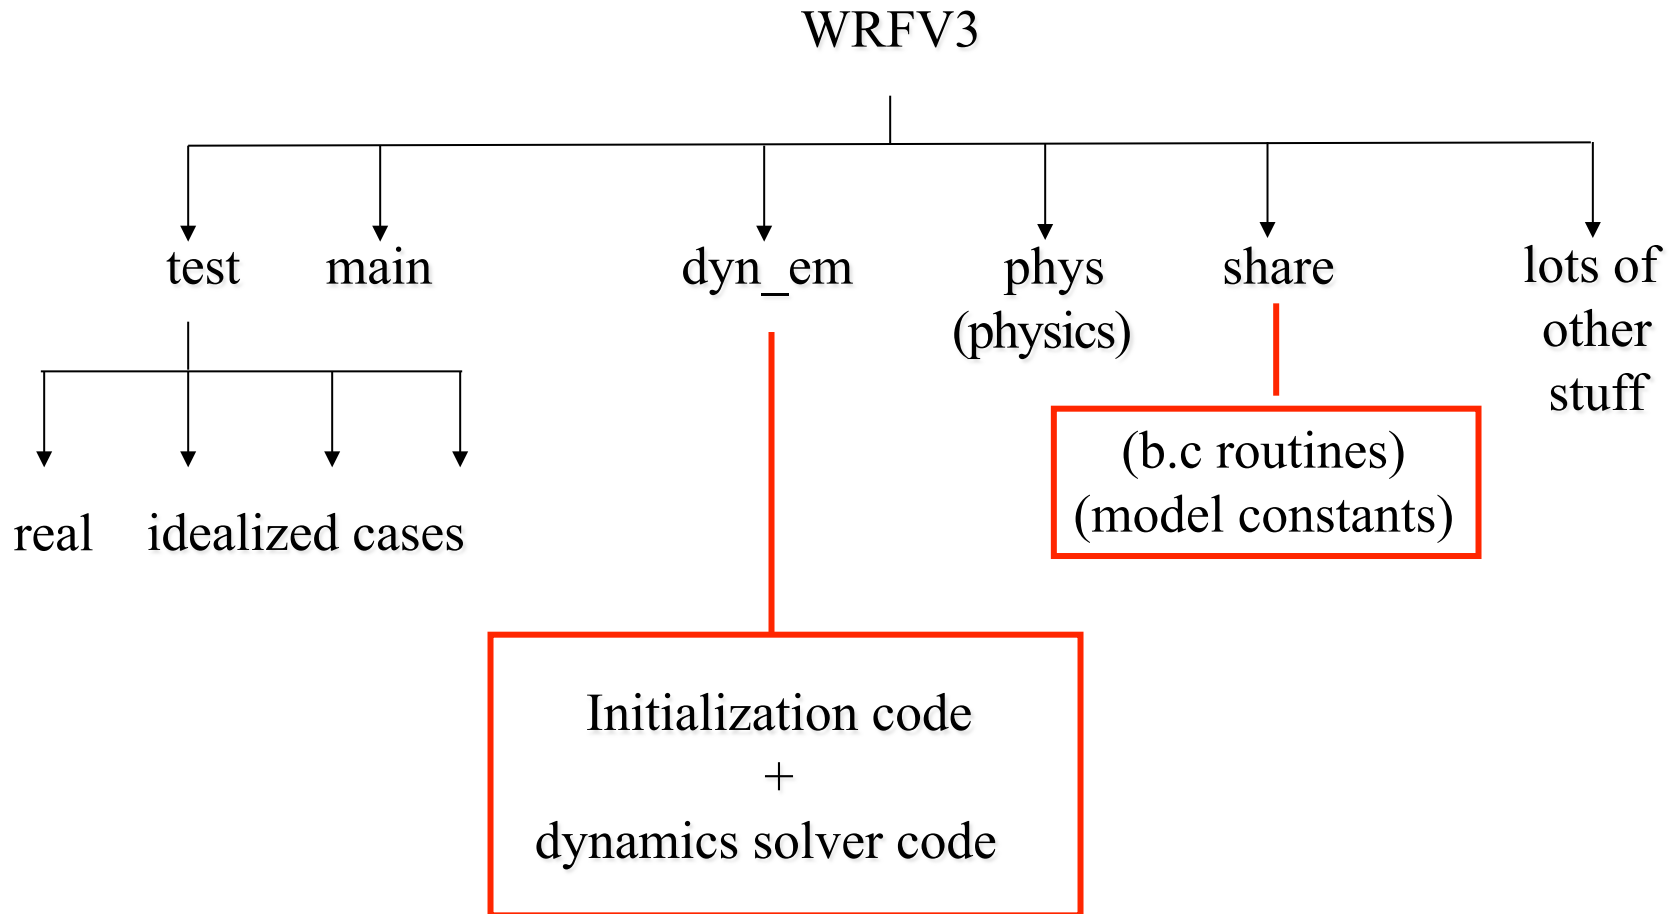 WRFV3
test
main
dyn_em
phys
(physics)
share
lots of
other
stuff
(b.c routines)
(model constants)
real
idealized cases
Initialization code
+
dynamics solver code